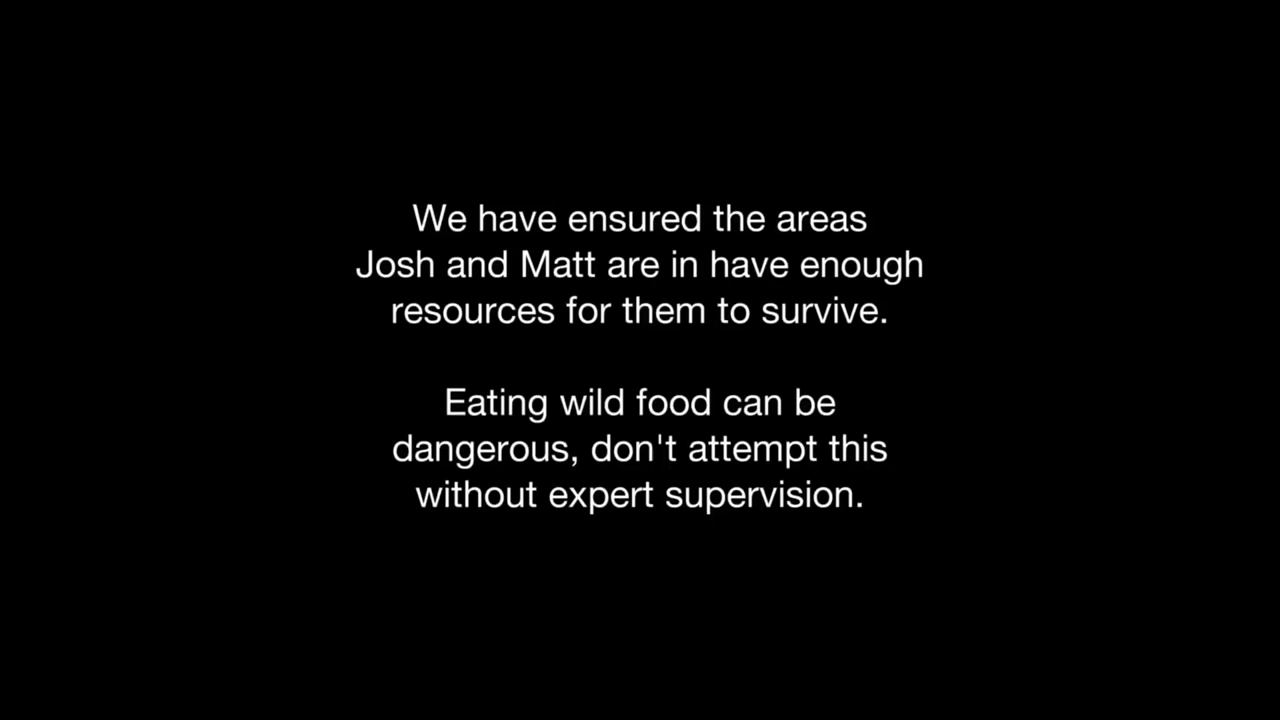 We have ensured the areas
Josh and Matt are in have enough
resources for them to survive.
Eating wild food can be
dangerous, don't attempt this
without expert supervision.